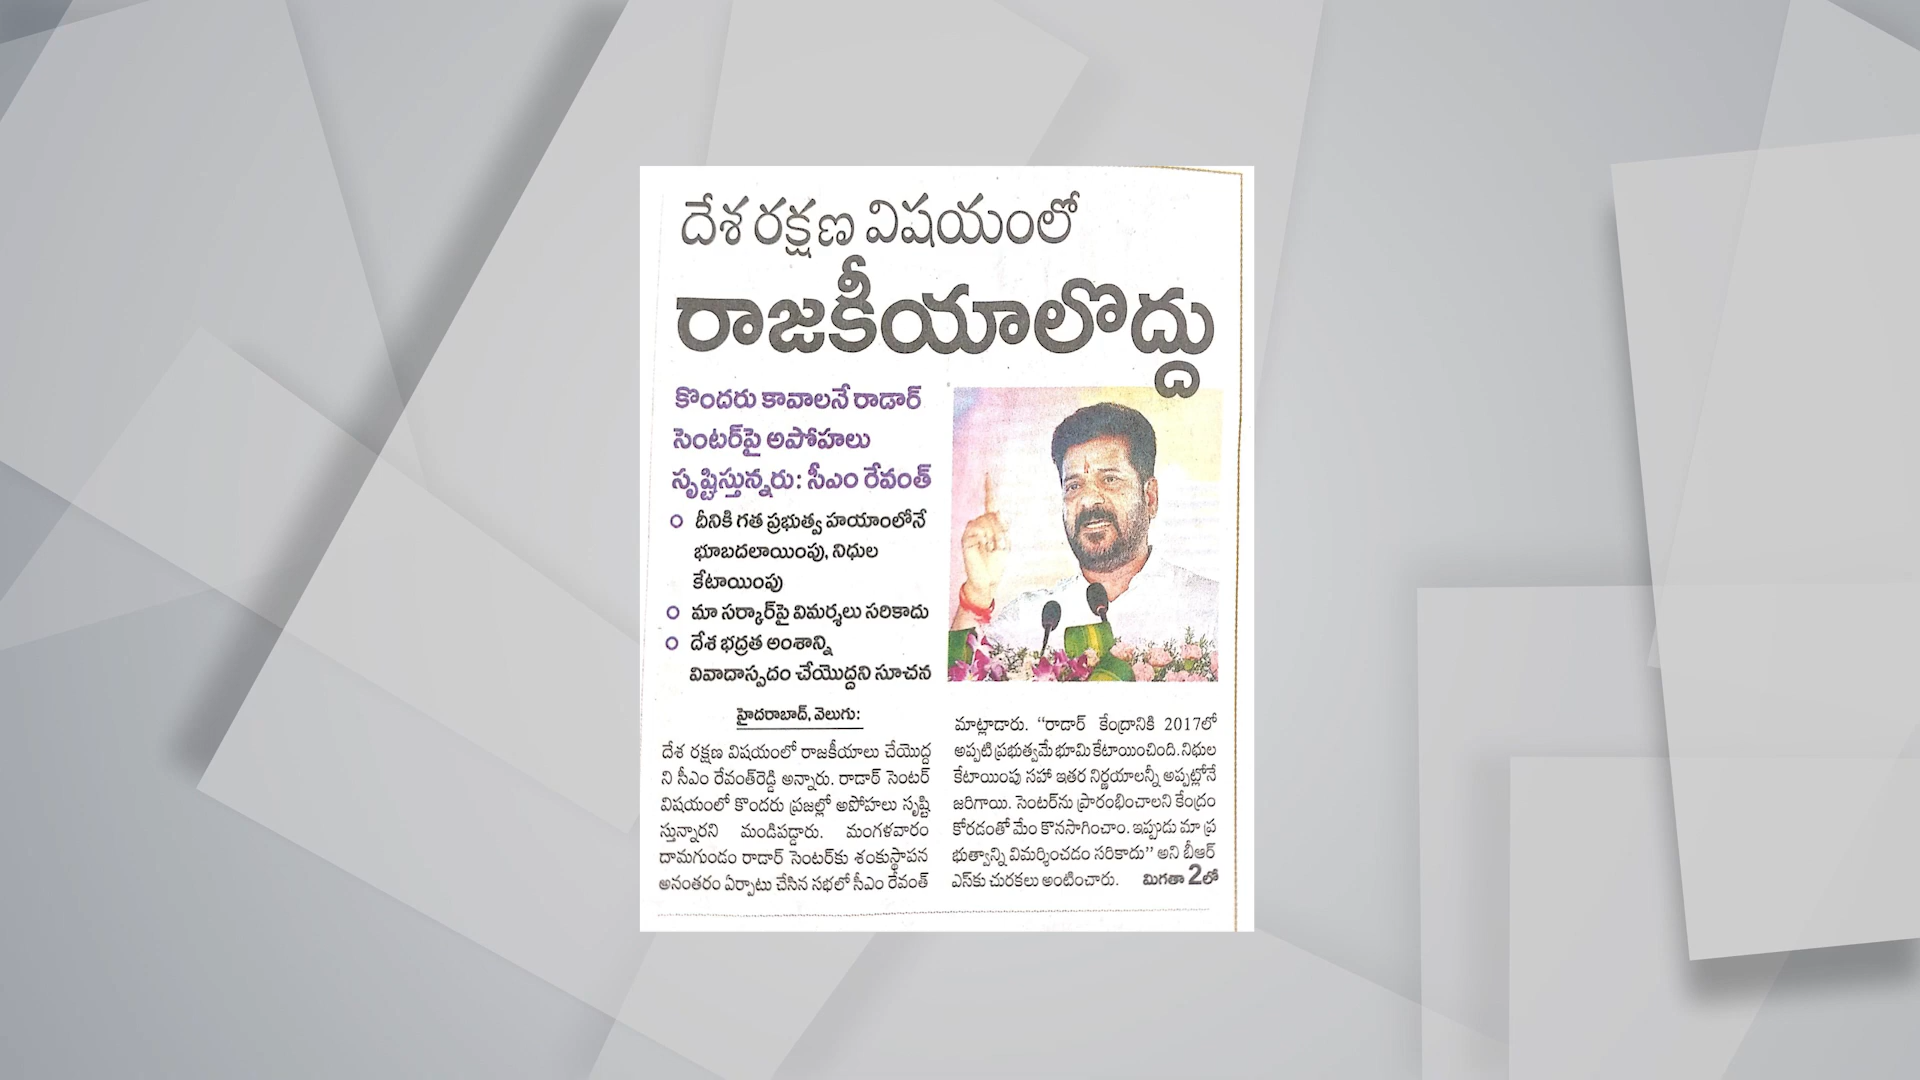 దేశ రక్షణ విషయంలో
రాజకీయాలొద్దు
కొందరు కావాలనే రాడార్
సెంటర్‌పై అపోహలు
సృష్టిస్తున్నరు: సీఎం రేవంత్
దీనికి గత ప్రభుత్వ హయాంలోనే
భూబదలాయింపు, నిధుల
కేటాయింపు
మా సర్కార్‌పై విమర్శలు సరికాదు
దేశ భద్రత అంశాన్ని
వివాదాస్పదం చేయొద్దని సూచన
హైదరాబాద్, వెలుగు:
దేశ రక్షణ విషయంలో రాజకీయాలు చేయొద్ద
ని సీఎం రేవంత్‌రెడ్డి అన్నారు. రాడార్ సెంటర్
విషయంలో కొందరు ప్రజల్లో అపోహలు సృష్టి
స్తున్నారని మండిపడ్డారు. మంగళవారం
దామగుండం రాడార్ సెంటర్‌కు శంకుస్థాపన
అనంతరం ఏర్పాటు చేసిన సభలో సీఎం రేవంత్
మాట్లాడారు. “రాడార్ కేంద్రానికి 2017లో
అప్పటి ప్రభుత్వమే భూమి కేటాయించింది. నిధుల
కేటాయింపు సహా ఇతర నిర్ణయాలన్నీ అప్పట్లోనే
జరిగాయి. సెంటర్‌ను ప్రారంభించాలని కేంద్రం
కోరడంతో మేం కొనసాగించాం. ఇప్పుడు మా ప్ర
భుత్వాన్ని విమర్శించడం సరికాదు” అని బీఆర్
ఎస్‌కు చురకలు అంటించారు. మిగతా 2లో